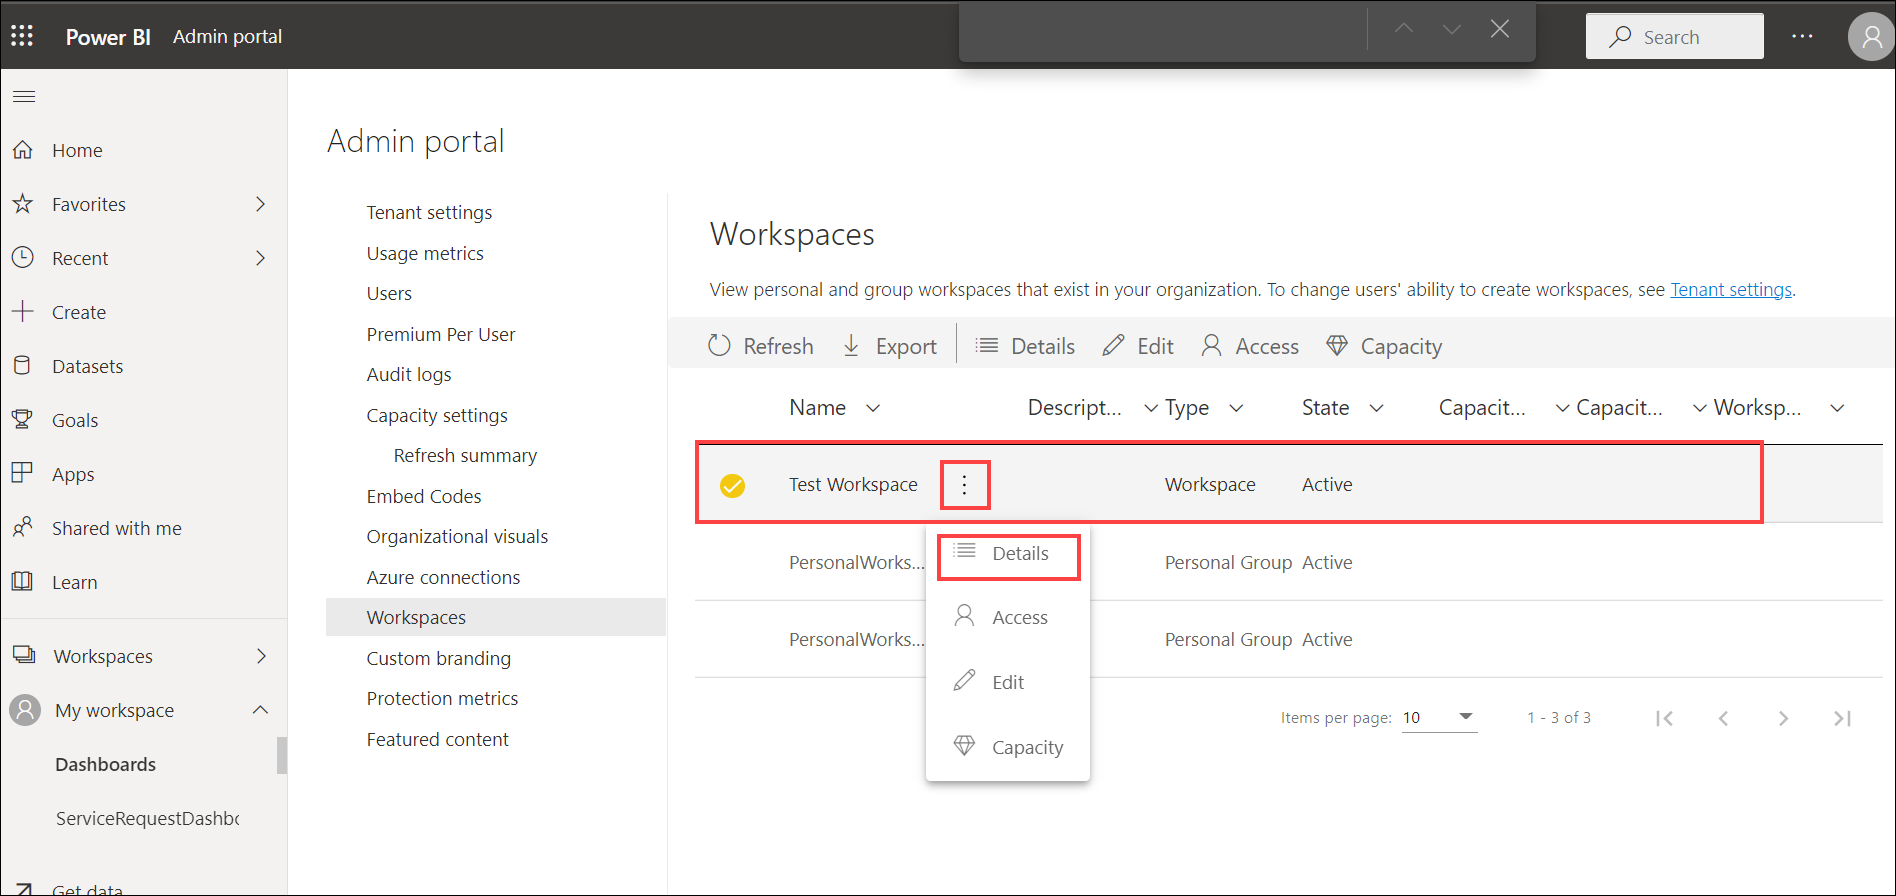 Power BI Admin portal
Search
Home
Favorites
Recent
Create
Datasets
Goals
Apps
Shared with me
Learn
Workspaces
My workspace
Dashboards
ServiceRequestDashbo
Get data
Admin portal
Tenant settings
Usage metrics
Users
Premium Per User
Audit logs
Capacity settings
Refresh summary
Embed Codes
Organizational visuals
Azure connections
Workspaces
Custom branding
Protection metrics
Featured content
Workspaces
View personal and group workspaces that exist in your organization. To change users' ability to create workspaces, see Tenant settings.
Refresh Export Details Edit Access Capacity
Name Descript... Type State Capacit... Capacit... Worksp...
Test Workspace Workspace Active
PersonalWorks... Personal Group Active
PersonalWorks... Personal Group Active
Details
Access
Edit
Capacity
Items per page: 10 1 - 3 of 3